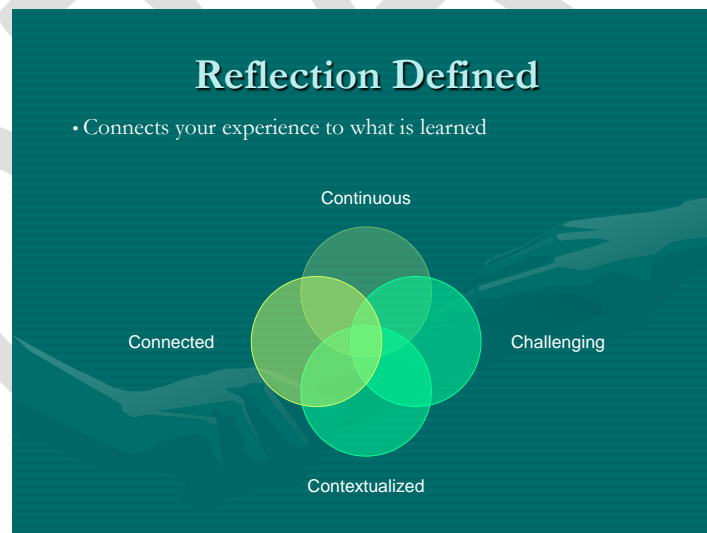 Reflection Defined
• Connects your experience to what is learned
Continuous
Connected
Challenging
Contextualized